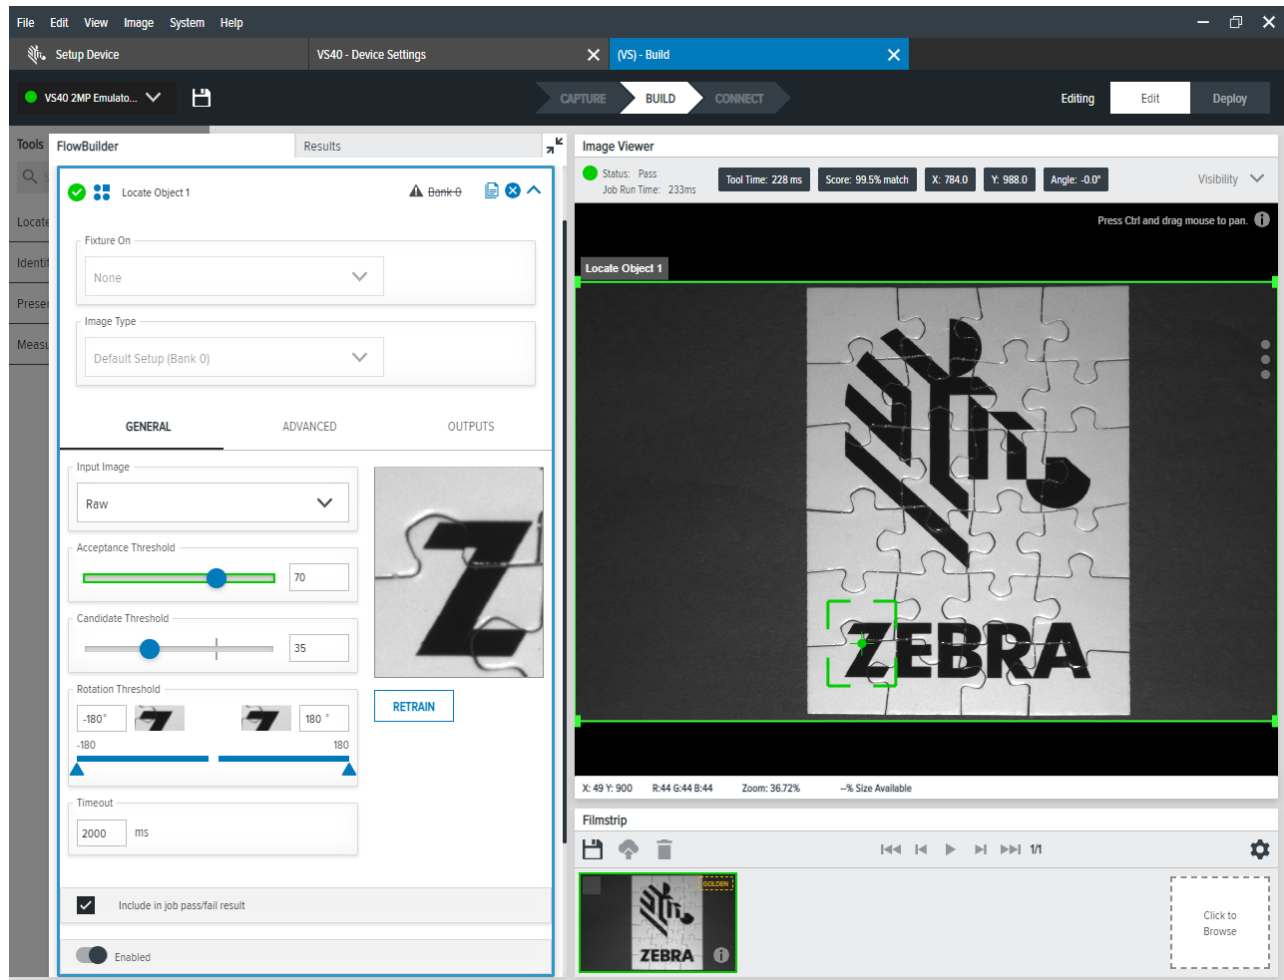 File Edit View Image System Help
Setup Device
VS40 - Device Settings
(VS) - Build
VS40 2MP Emulato...
CAPTURE
BUILD
CONNECT
Editing
Edit
Deploy
Tools
FlowBuilder
Results
Locate
Measu
Locate Object 1
Bank 0
Fixture On
None
Image Type
Default Setup (Bank 0)
GENERAL
ADVANCED
OUTPUTS
Input Image
Raw
Acceptance Threshold
70
Candidate Threshold
35
Rotation Threshold
-180°
180 °
-180
180
RETRAIN
Timeout
2000 ms
Include in job pass/fail result
Enabled
Image Viewer
Status: Pass
Job Run Time: 233ms
Tool Time: 228 ms
Score: 99.5% match
X: 784.0
Y: 988.0
Angle: -0.0°
Visibility
Press Ctrl and drag mouse to pan.
Locate Object 1
ZEBRA
X: 49 Y: 900 R:44 G:44 B:44 Zoom: 36.72% --% Size Available
Filmstrip
1/1
GOLDEN
ZEBRA
Click to
Browse